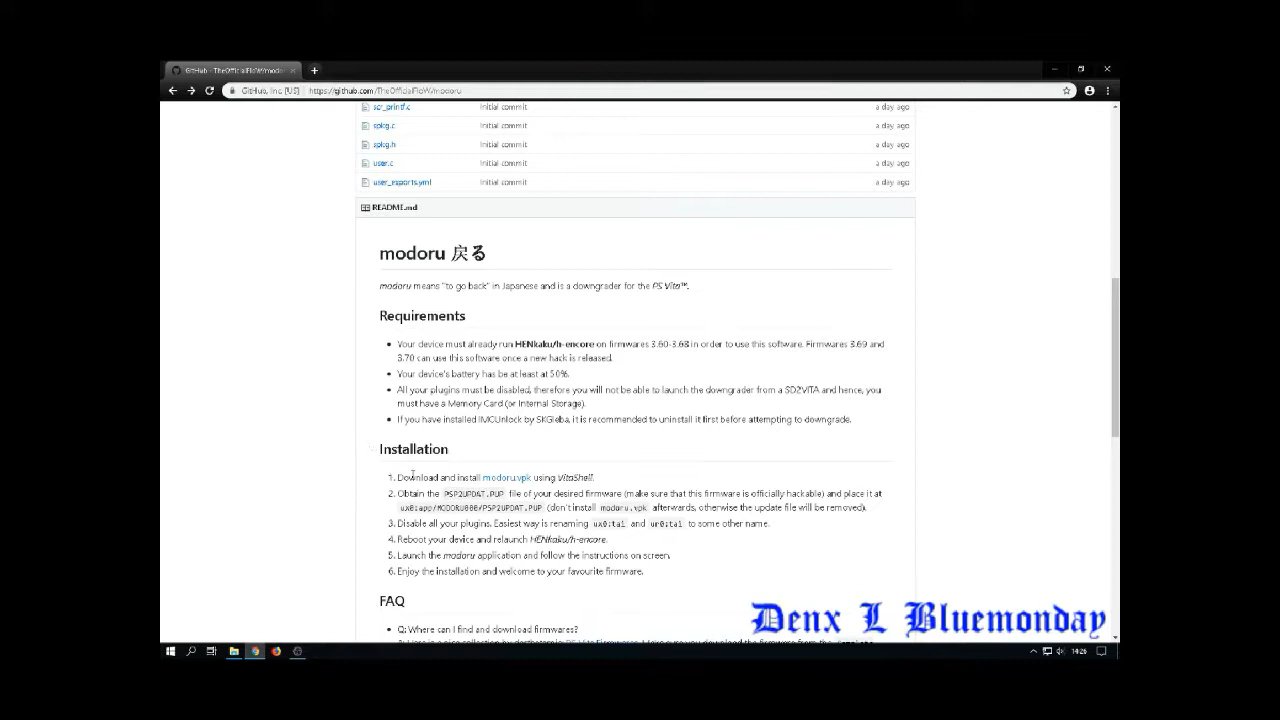 GitHub - TheOfficialFloW/modo
GitHub, Inc. [US] https://github.com/TheOfficialFloW/modoru
scr_printf.c Initial commit a day ago
spkg.c Initial commit a day ago
spkg.h Initial commit a day ago
user.c Initial commit a day ago
user_exports.yml Initial commit a day ago
README.md
modoru 戻る
modoru means "to go back" in Japanese and is a downgrader for the PS Vita™.
Requirements
Your device must already run HENkaku/h-encore on firmwares 3.60-3.68 in order to use this software. Firmwares 3.69 and
3.70 can use this software once a new hack is released.
Your device's battery has be at least at 50%.
All your plugins must be disabled, therefore you will not be able to launch the downgrader from a SD2VITA and hence, you
must have a Memory Card (or Internal Storage).
If you have installed IMCUnlock by SKGleba, it is recommended to uninstall it first before attempting to downgrade.
Installation
1. Download and install modoru.vpk using VitaShell.
2. Obtain the PSP2UPDAT.PUP file of your desired firmware (make sure that this firmware is officially hackable) and place it at
ux0:app/MODORU000/PSP2UPDAT.PUP (don't install modoru.vpk afterwards, otherwise the update file will be removed).
3. Disable all your plugins. Easiest way is renaming ux0:tai and ur0:tai to some other name.
4. Reboot your device and relaunch HENkaku/h-encore.
5. Launch the modoru application and follow the instructions on screen.
6. Enjoy the installation and welcome to your favourite firmware.
FAQ
Q: Where can I find and download firmwares?
Denx L Bluemonday
14:26